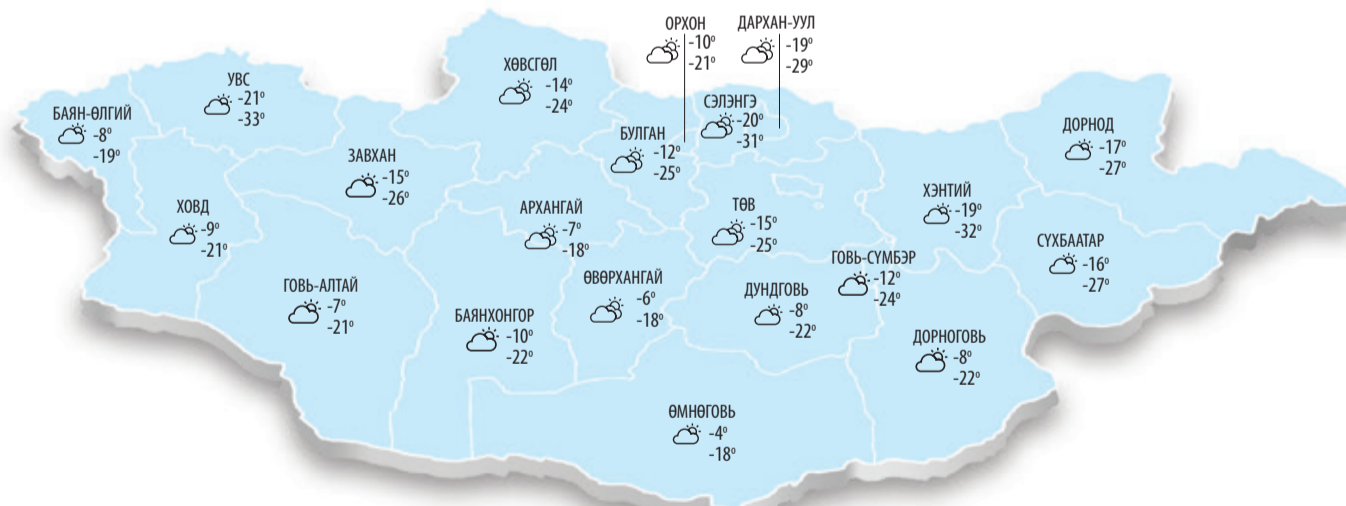 ОРХОН
-10º
-21º
ДАРХАН-УУЛ
-19º
-29º
ХӨВСГӨЛ
-14º
-24º
УВС
-21º
-33º
БАЯН-ӨЛГИЙ
-8º
-19º
СЭЛЭНГЭ
-20º
-31º
БУЛГАН
-12º
-25º
ДОРНОД
-17º
-27º
ЗАВХАН
-15º
-26º
ХОВД
-9º
-21º
АРХАНГАЙ
-7º
-18º
ТӨВ
-15º
-25º
ХЭНТИЙ
-19º
-32º
СҮХБААТАР
-16º
-27º
ГОВЬ-АЛТАЙ
-7º
-21º
ӨВӨРХАНГАЙ
-6º
-18º
ГОВЬ-СҮМБЭР
-12º
-24º
ДУНДГОВЬ
-8º
-22º
БАЯНХОНГОР
-10º
-22º
ДОРНОГОВЬ
-8º
-22º
ӨМНӨГОВЬ
-4º
-18º